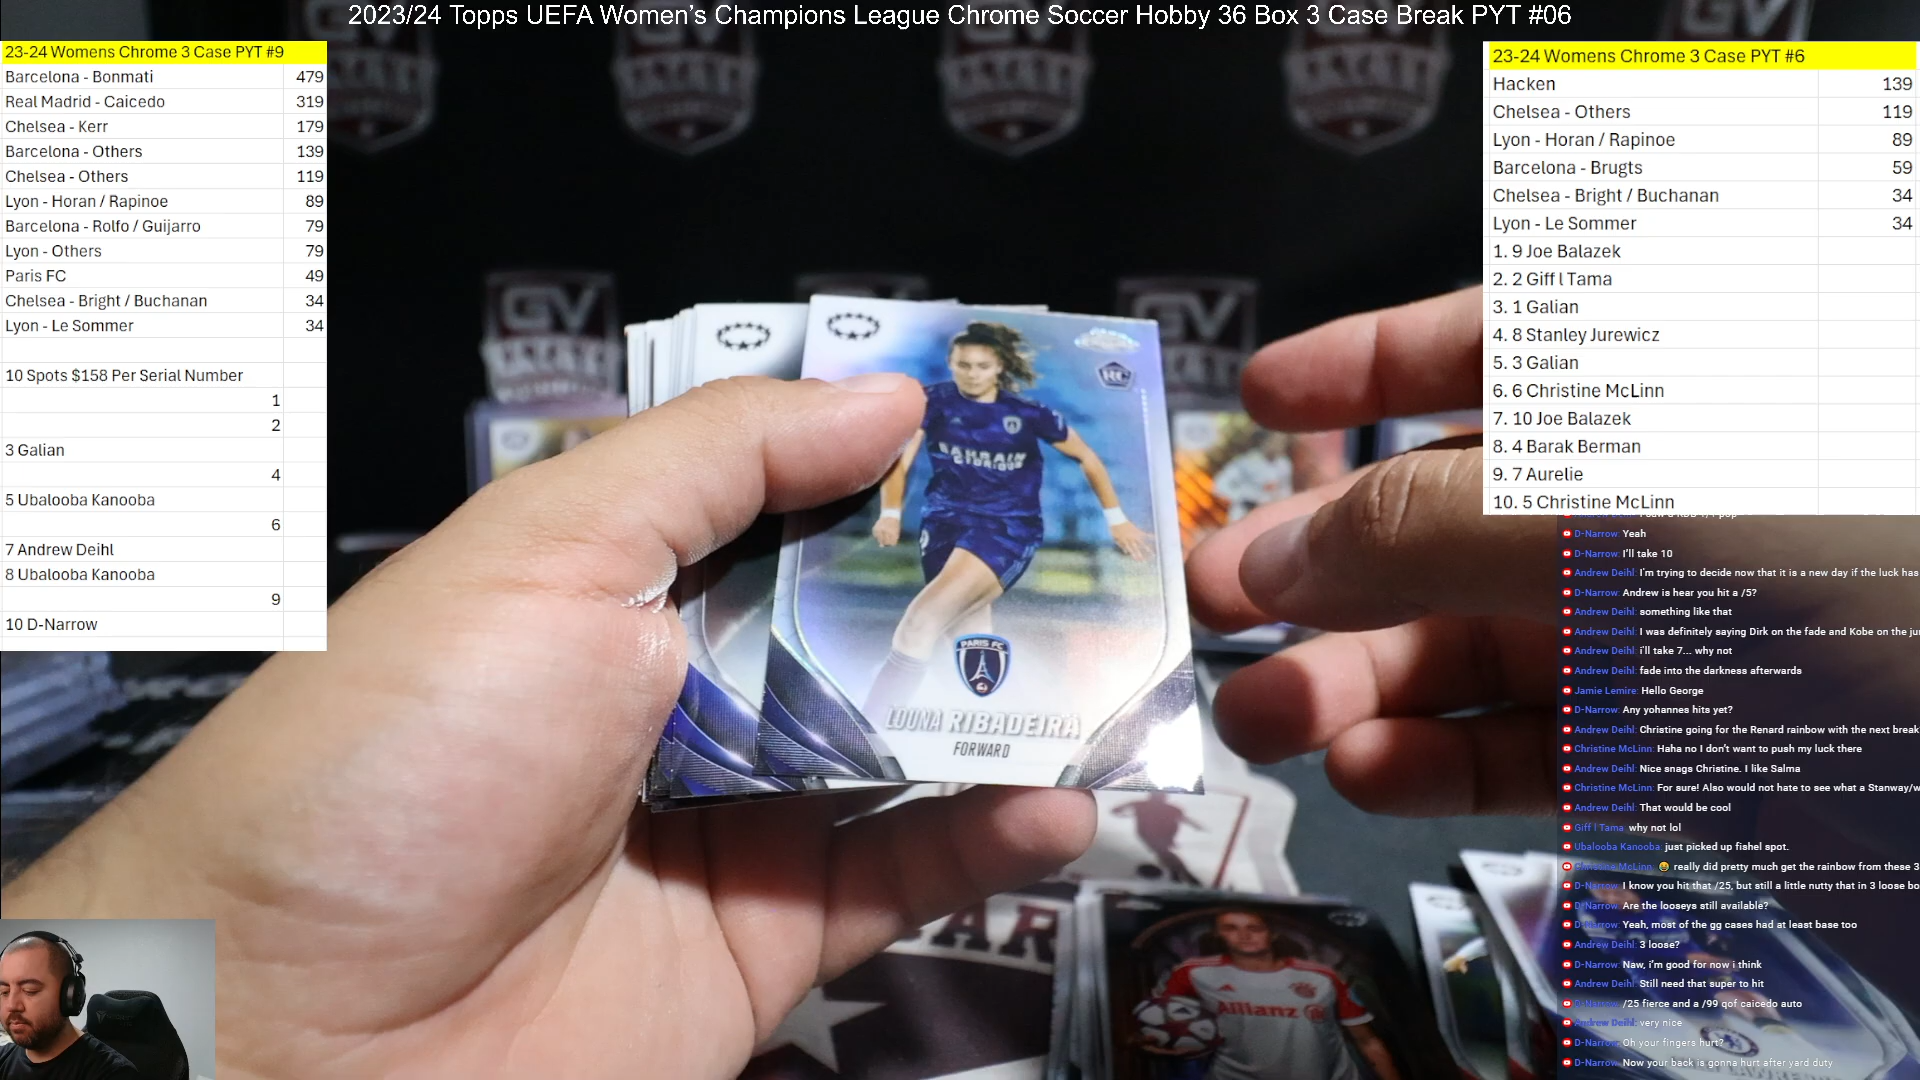 2023/24 Topps UEFA Women's Champions League Chrome Soccer Hobby 36 Box 3 Case Break PYT #06
23-24 Womens Chrome 3 Case PYT #9
Barcelona - Bonmati 479
Real Madrid - Caicedo 319
Chelsea - Kerr 179
Barcelona - Others 139
Chelsea - Others 119
Lyon - Horan / Rapinoe 89
Barcelona - Rolfo / Guijarro 79
Lyon - Others 79
Paris FC 49
Chelsea - Bright / Buchanan 34
Lyon - Le Sommer 34
10 Spots $158 Per Serial Number
1
2
3 Galian
4
5 Ubalooba Kanooba
6
7 Andrew Deihl
8 Ubalooba Kanooba
9
10 D-Narrow
23-24 Womens Chrome 3 Case PYT #6
Hacken 139
Chelsea - Others 119
Lyon - Horan / Rapinoe 89
Barcelona - Brugts 59
Chelsea - Bright / Buchanan 34
Lyon - Le Sommer 34
1. 9 Joe Balazek
2. 2 Giff l Tama
3. 1 Galian
4. 8 Stanley Jurewicz
5. 3 Galian
6. 6 Christine McLinn
7. 10 Joe Balazek
8. 4 Barak Berman
9. 7 Aurelie
10. 5 Christine McLinn
D-Narrow: Yeah
D-Narrow: I'll take 10
Andrew Deihl: I'm trying to decide now that it is a new day if the luck has
D-Narrow: Andrew is hear you hit a /5?
Andrew Deihl: something like that
Andrew Deihl: I was definitely saying Dirk on the fade and Kobe on the
Andrew Deihl: i'll take 7... why not
Andrew Deihl: fade into the darkness afterwards
Jamie Lemire: Hello George
D-Narrow: Any yohannes hits yet?
Andrew Deihl: Christine going for the Renard rainbow with the next break
Christine McLinn: Haha no I don't want to push my luck there
Andrew Deihl: Nice snags Christine. I like Salma
Christine McLinn: For sure! Also would not hate to see what a Stanway/w
Andrew Deihl: That would be cool
Giff l Tama: why not lol
Ubalooba Kanooba: just picked up fishel spot.
Christine McLinn: 😆 really did pretty much get the rainbow from these 3
D-Narrow: I know you hit that /25, but still a little nutty that in 3 loose bo
D-Narrow: Are the looseys still available?
D-Narrow: Yeah, most of the gg cases had at least base too
Andrew Deihl: 3 loose?
D-Narrow: Naw, i'm good for now i think
Andrew Deihl: Still need that super to hit
D-Narrow: /25 fierce and a /99 qof caicedo auto
Andrew Deihl: very nice
D-Narrow: Oh your fingers hurt?
D-Narrow: Now your back is gonna hurt after yard duty
GV
GV
RC
BAHRAIN
VICTORIOUS
PARIS FC
LOUNA RIBADEIRA
FORWARD
Allianz